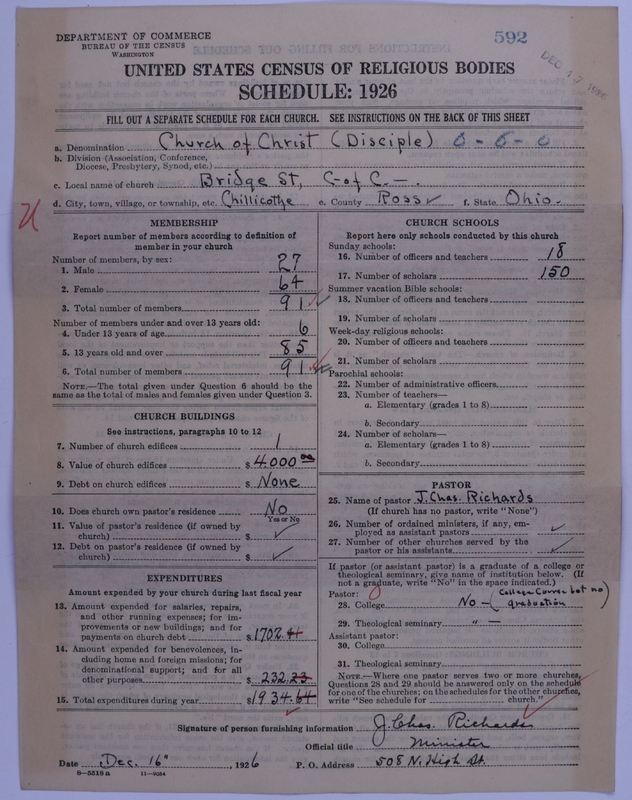 DEPARTMENT OF COMMERCE
BUREAU OF THE CENSUS
WASHINGTON
592
UNITED STATES CENSUS OF RELIGIOUS BODIES
SCHEDULE: 1926
FILL OUT A SEPARATE SCHEDULE FOR EACH CHURCH. SEE INSTRUCTIONS ON THE BACK OF THIS SHEET
a. Denomination Church of Christ (Disciple) 0-6-0
b. Division (Association, Conference,
Diocese, Presbytery, Synod, etc.)
c. Local name of church Bridge St, C-of C.-.
d. City, town, village, or township, etc. Chillicothe e. County Ross f. State Ohio.
MEMBERSHIP
Report number of members according to definition of
member in your church
Number of members, by sex:
1. Male 27
2. Female 64
3. Total number of members 91
Number of members under and over 13 years old:
4. Under 13 years of age 6
5. 13 years old and over 85
6. Total number of members 91
NOTE.—The total given under Question 6 should be the
same as the total of males and females given under Question 3.
CHURCH BUILDINGS
See instructions, paragraphs 10 to 12
7. Number of church edifices 1
8. Value of church edifices $4.000 00
9. Debt on church edifices $ None
10. Does church own pastor's residence No
Yes or No
11. Value of pastor's residence (if owned by
church) $ ✓
12. Debt on pastor's residence (if owned by
church) $ ✓
EXPENDITURES
Amount expended by your church during last fiscal year
13. Amount expended for salaries, repairs,
and other running expenses; for im-
provements or new buildings; and for
payments on church debt $1702.41
14. Amount expended for benevolences, in-
cluding home and foreign missions; for
denominational support; and for all
other purposes $ 232.23
15. Total expenditures during year $1934.64
CHURCH SCHOOLS
Report here only schools conducted by this church
Sunday schools:
16. Number of officers and teachers 18
17. Number of scholars 150
Summer vacation Bible schools:
18. Number of officers and teachers
19. Number of scholars
Week-day religious schools:
20. Number of officers and teachers
21. Number of scholars
Parochial schools:
22. Number of administrative officers
23. Number of teachers—
a. Elementary (grades 1 to 8)
b. Secondary
24. Number of scholars—
a. Elementary (grades 1 to 8)
b. Secondary
PASTOR
25. Name of pastor J. Chas. Richards
(If church has no pastor, write "None")
26. Number of ordained ministers, if any, em-
ployed as assistant pastors ✓
27. Number of other churches served by the
pastor or his assistants ✓
If pastor (or assistant pastor) is a graduate of a college or
theological seminary, give name of institution below. (If
not a graduate, write "No" in the space indicated.)
Pastor:
28. College No - (College Course but no graduation)
29. Theological seminary " -
Assistant pastor:
30. College
31. Theological seminary
NOTE.—Where one pastor serves two or more churches,
Questions 28 and 29 should be answered only on the schedule
for one of the churches; on the schedules for the other churches,
write "See schedule for church."
Signature of person furnishing information J. Chas. Richards
Official title Minister
Date Dec. 16", 1926 P. O. Address 508 N. High St.
8—5518 a 11—9054